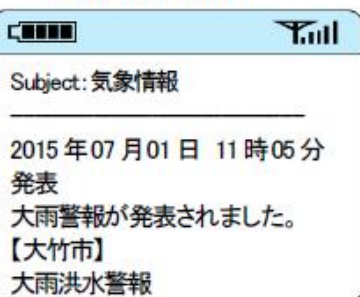 Subject: 気象情報
2015年07月01日 11時05分
発表
大雨警報が発表されました。
【大竹市】
大雨洪水警報